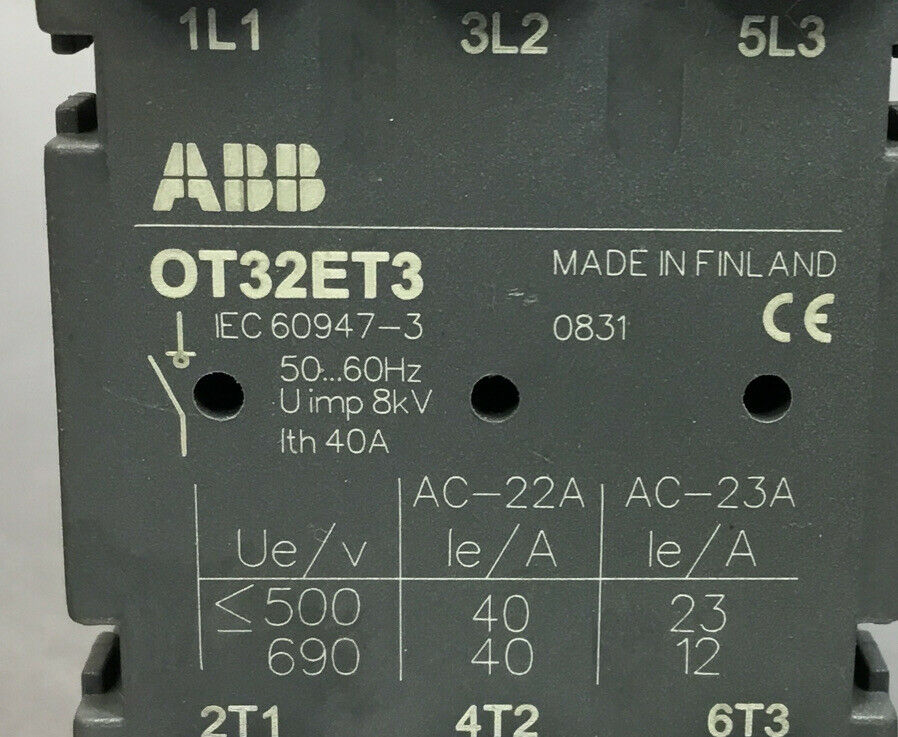 1L1 3L2 5L3
ABB
OT32ET3 MADE IN FINLAND
IEC 60947-3 0831 CE
50...60Hz
U imp 8kV
Ith 40A
AC-22A AC-23A
Ue/v Ie/A Ie/A
≤500 40 23
690 40 12
2T1 4T2 6T3